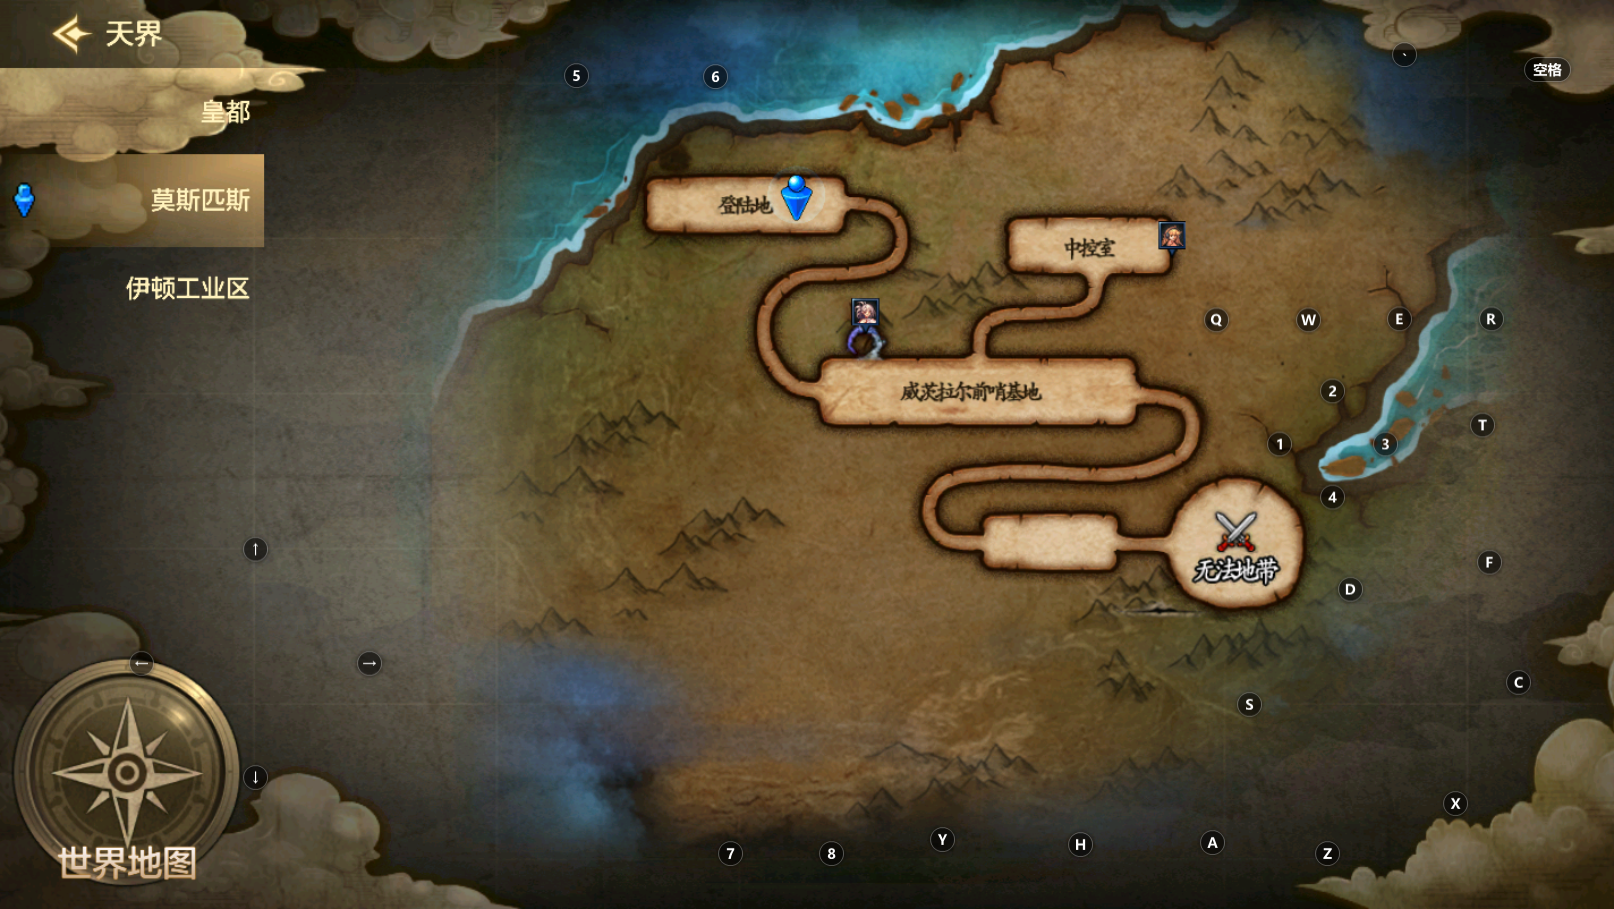 天界
、
空格
5
6
皇都
莫斯匹斯
登陆地
中控室
伊顿工业区
Q
W
E
R
威茨拉尔前哨基地
2
T
1
3
4
↑
无法地带
F
D
←
→
C
S
↓
X
世界地图
7
8
Y
H
A
Z